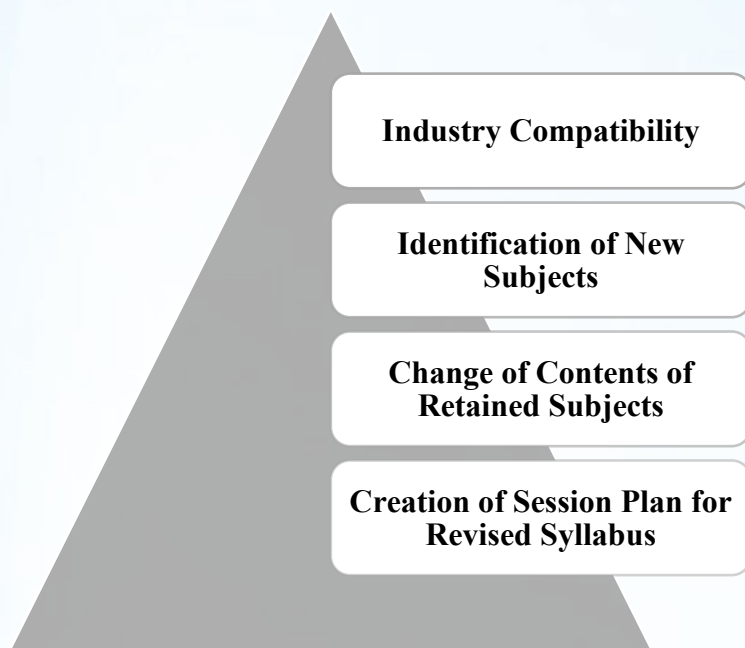 Industry Compatibility
Identification of New
Subjects
Change of Contents of
Retained Subjects
Creation of Session Plan for
Revised Syllabus